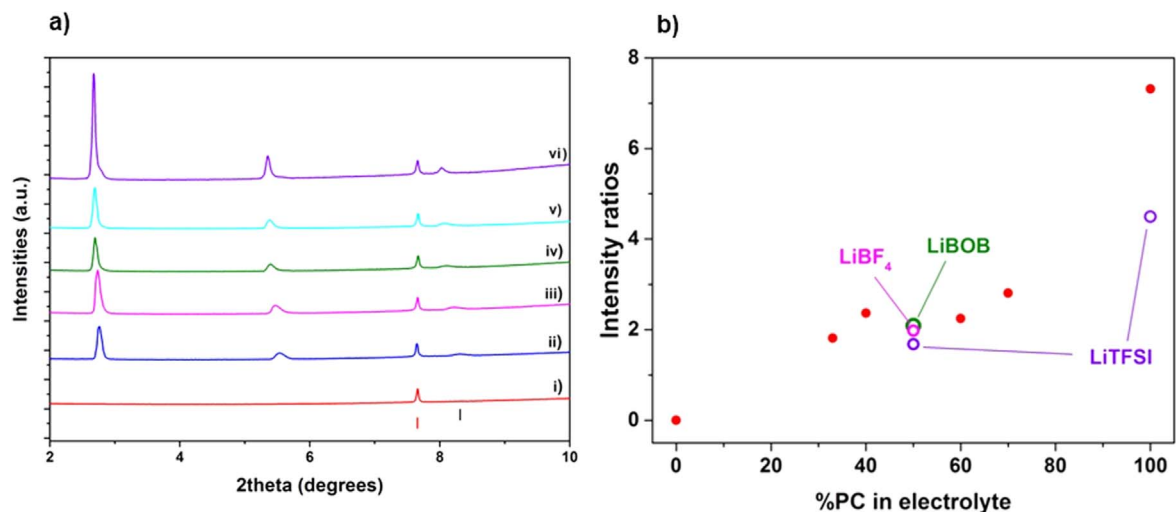 a)
Intensities (a.u.)
vi)
v)
iv)
iii)
ii)
i)
2 4 6 8 10
2theta (degrees)
b)
Intensity ratios
8
6
4
2
0
LiBOB
LiBF4
LiTFSI
0 20 40 60 80 100
%PC in electrolyte